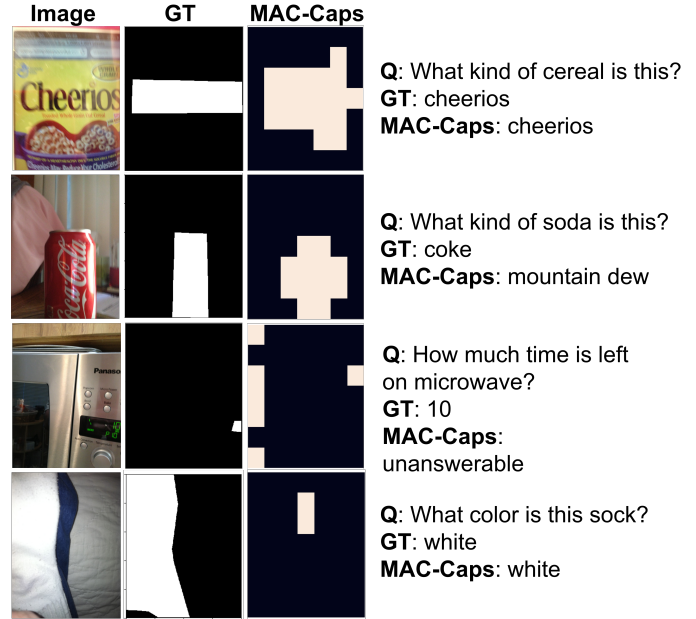 Image GT MAC-Caps
Cheerios
Q: What kind of cereal is this?
GT: cheerios
MAC-Caps: cheerios
Coca-Cola
Q: What kind of soda is this?
GT: coke
MAC-Caps: mountain dew
Panaso
Q: How much time is left
on microwave?
GT: 10
MAC-Caps:
unanswerable
Q: What color is this sock?
GT: white
MAC-Caps: white